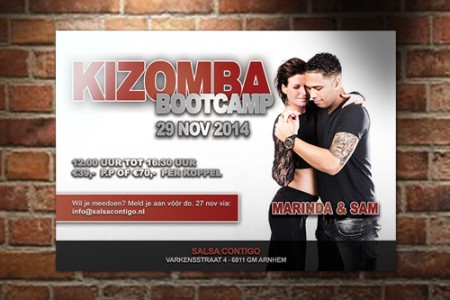 KIZOMBA
BOOTCAMP
29 NOV 2014
12.00 UUR TOT 16.30 UUR
€39,- P.P OF €70,- PER KOPPEL
Wil je meedoen? Meld je aan vóór do. 27 nov via:
info@salsacontigo.nl
MARINDA & SAM
SALSA CONTIGO
VARKENSSTRAAT 4 - 6811 GM ARNHEM